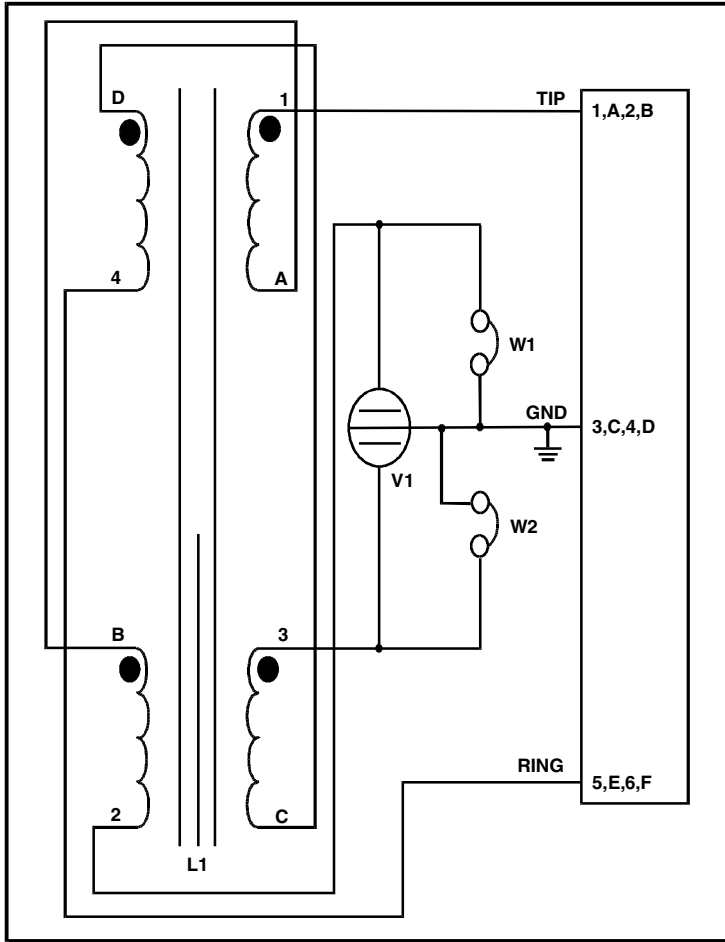 D
1
TIP
1,A,2,B
4
A
W1
GND
3,C,4,D
V1
W2
B
3
RING
5,E,6,F
2
C
L1